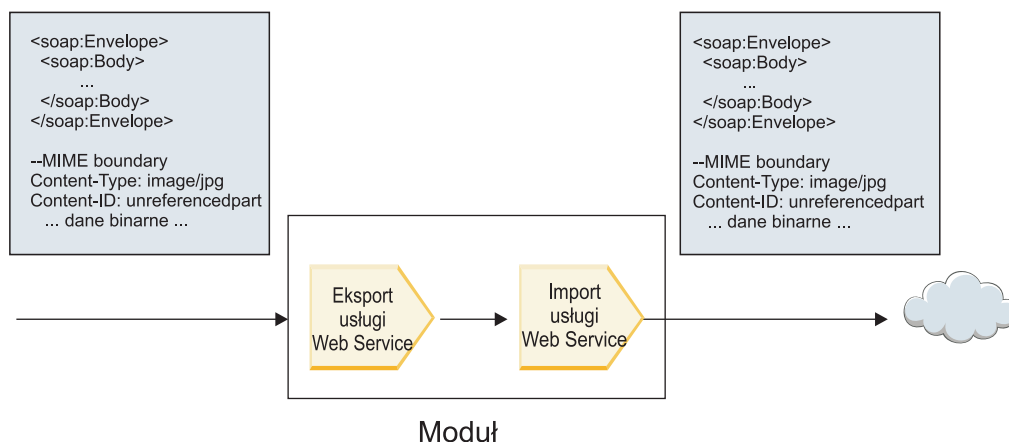 <soap:Envelope>
<soap:Body>
...
</soap:Body>
</soap:Envelope>
--MIME boundary
Content-Type: image/jpg
Content-ID: unreferencedpart
... dane binarne ...
<soap:Envelope>
<soap:Body>
...
</soap:Body>
</soap:Envelope>
--MIME boundary
Content-Type: image/jpg
Content-ID: unreferencedpart
... dane binarne ...
Eksport
usługi
Web Service
Import
usługi
Web Service
Moduł